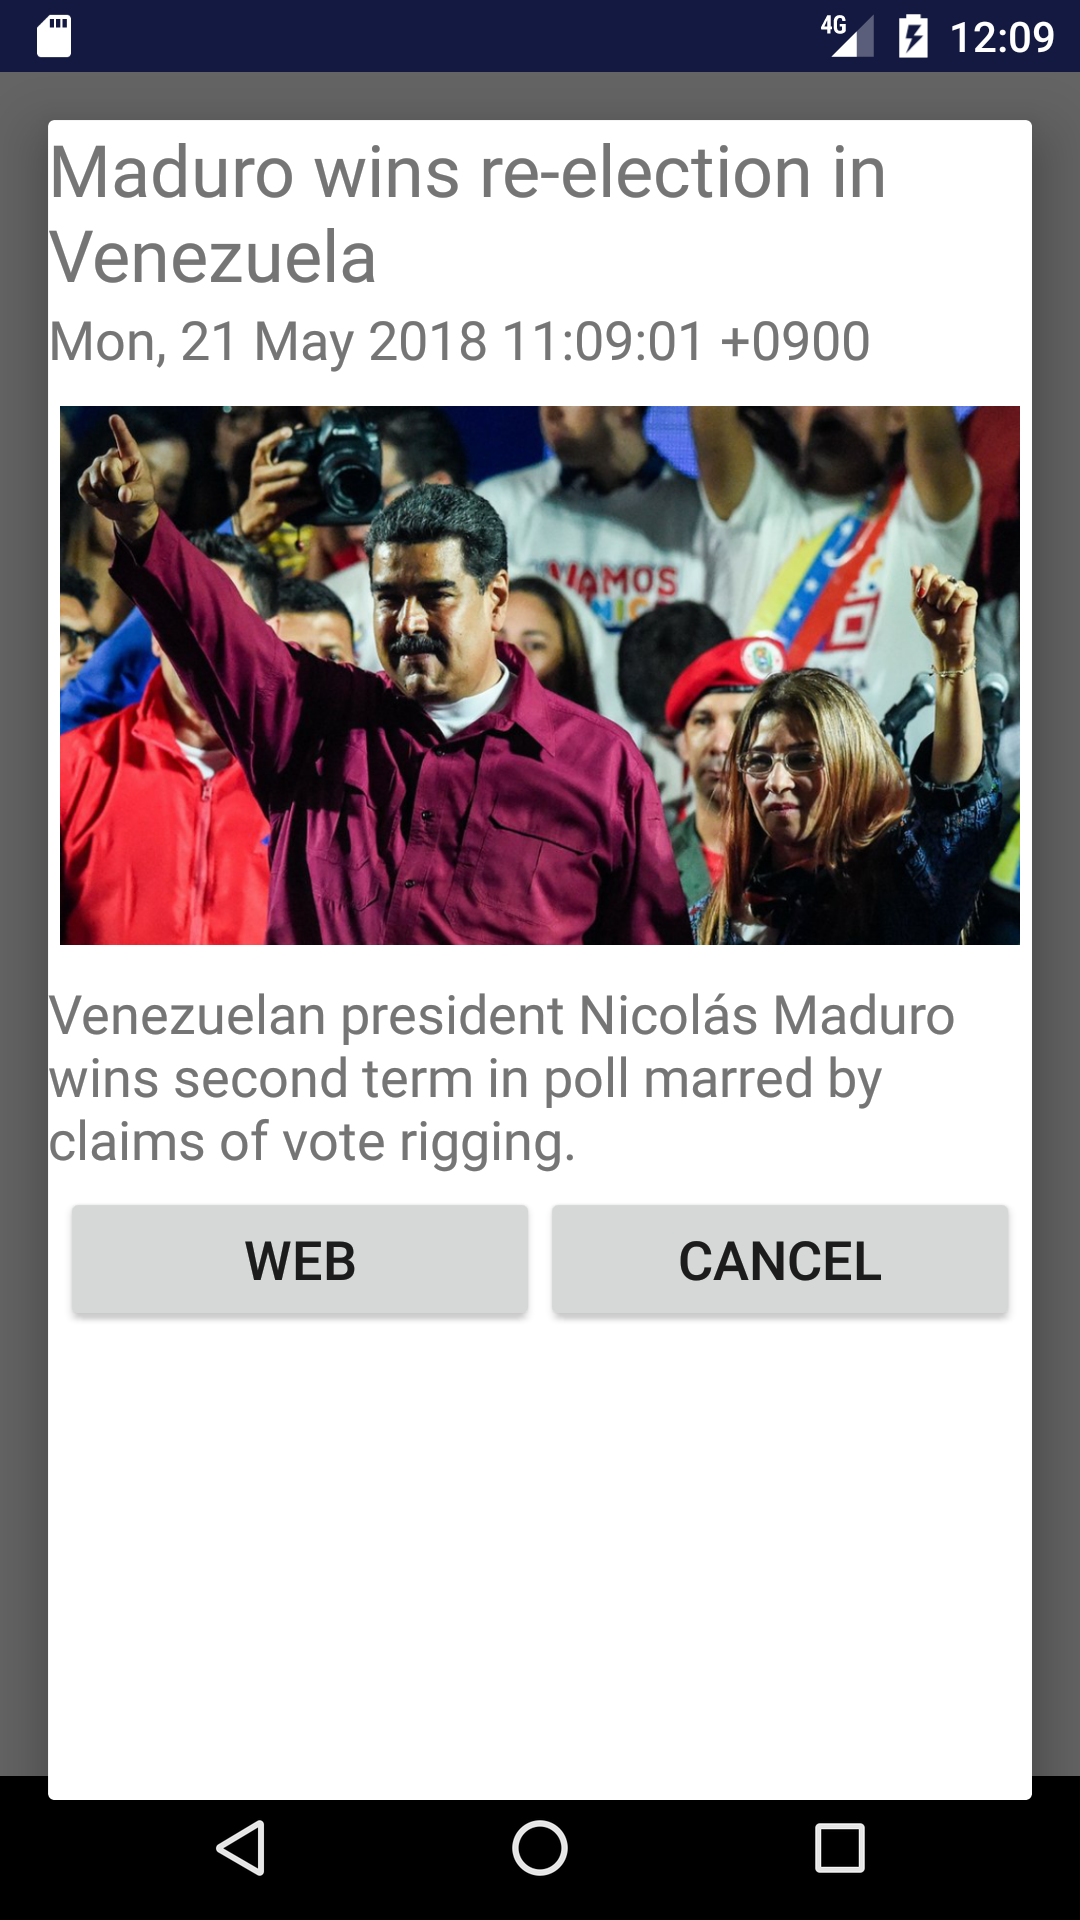 4G 12:09
Maduro wins re-election in
Venezuela
Mon, 21 May 2018 11:09:01 +0900
Canon
VAMOS
Venezuelan president Nicolás Maduro
wins second term in poll marred by
claims of vote rigging.
WEB CANCEL